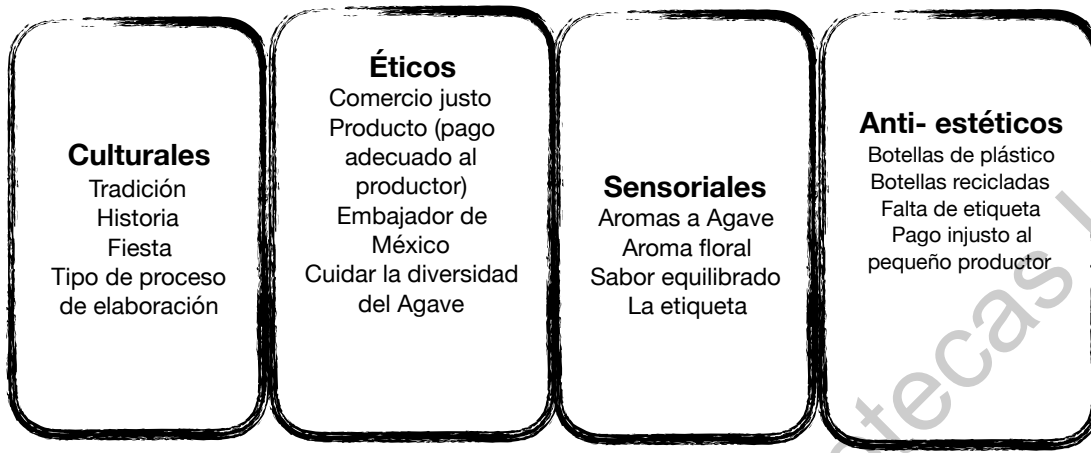 Culturales
Tradición
Historia
Fiesta
Tipo de proceso
de elaboración
Éticos
Comercio justo
Producto (pago
adecuado al
productor)
Embajador de
México
Cuidar la diversidad
del Agave
Sensoriales
Aromas a Agave
Aroma floral
Sabor equilibrado
La etiqueta
Anti- estéticos
Botellas de plástico
Botellas recicladas
Falta de etiqueta
Pago injusto al
pequeño productor